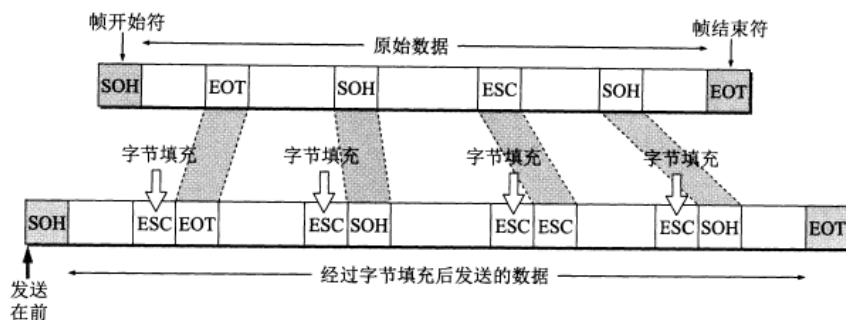 帧开始符
帧结束符
原始数据
SOH EOT SOH ESC SOH EOT
字节填充 字节填充 字节填充 字节填充
SOH ESC EOT ESC SOH ESC ESC ESC SOH EOT
经过字节填充后发送的数据
发送
在前